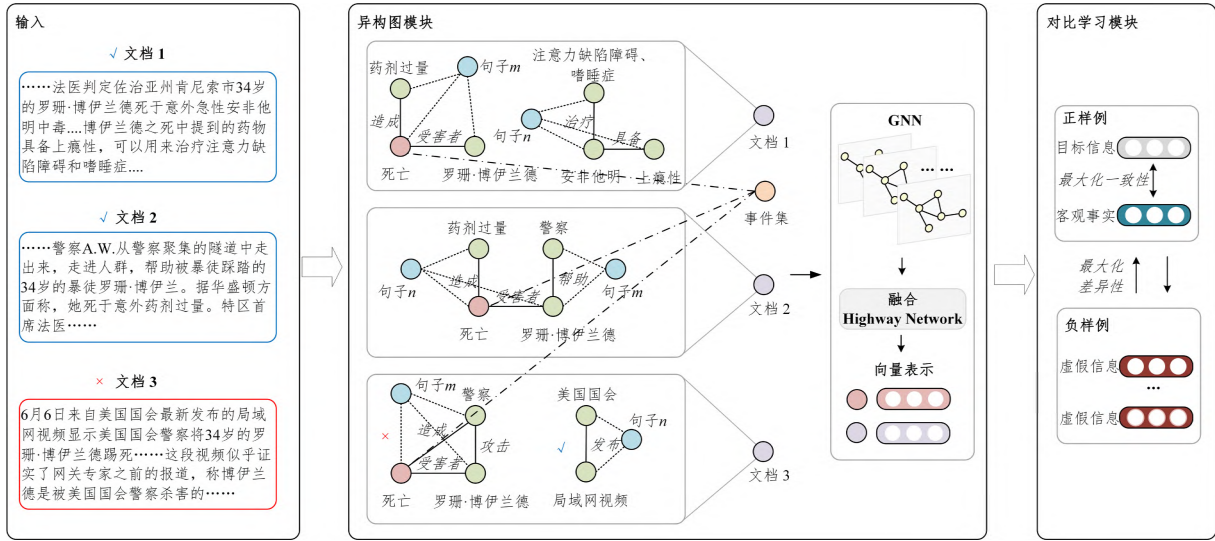 输入
√ 文档 1
……法医判定佐治亚州肯尼索市34岁
的罗珊·博伊兰德死于意外急性安非他
明中毒....博伊兰德之死中提到的药物
具备上瘾性，可以用来治疗注意力缺
陷障碍和嗜睡症....
√ 文档 2
……警察A.W.从警察聚集的隧道中走
出来，走进人群，帮助被暴徒踩踏的
34岁的暴徒罗珊·博伊兰。据华盛顿方
面称，她死于意外药剂过量。特区首
席法医……
× 文档 3
6月6日来自美国国会最新发布的局域
网视频显示美国国会警察将34岁的罗
珊·博伊兰德踢死……这段视频似乎证
实了网关专家之前的报道，称博伊兰
德是被美国国会警察杀害的……
异构图模块
药剂过量
句子m
造成
受害者
死亡
罗珊·博伊兰德
注意力缺陷障碍、
嗜睡症
句子n
治疗
具备
安非他明
上瘾性
文档 1
事件集
药剂过量
警察
句子n
造成
受害者
帮助
句子m
死亡
罗珊·博伊兰德
文档 2
句子m
警察
×
造成
攻击
受害者
死亡
罗珊·博伊兰德
美国国会
句子n
√
发布
局域网视频
文档 3
GNN
... ...
融合
Highway Network
向量表示
对比学习模块
正样例
目标信息
最大化一致性
客观事实
最大化
差异性
负样例
虚假信息
...
虚假信息